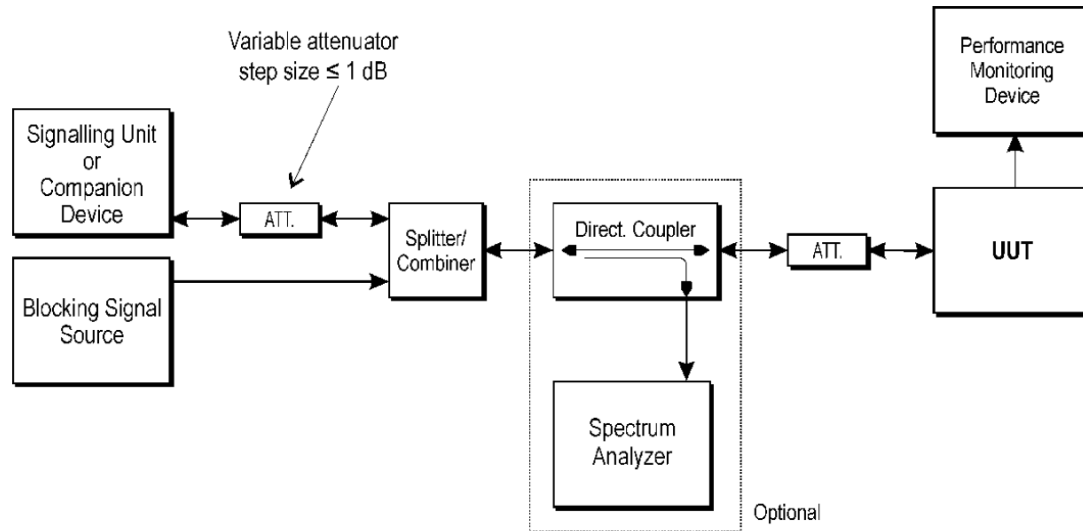 Variable attenuator
step size ≤ 1 dB
Signalling Unit
or
Companion
Device
ATT.
Splitter/
Combiner
Blocking Signal
Source
Direct. Coupler
Spectrum
Analyzer
Optional
ATT.
UUT
Performance
Monitoring
Device